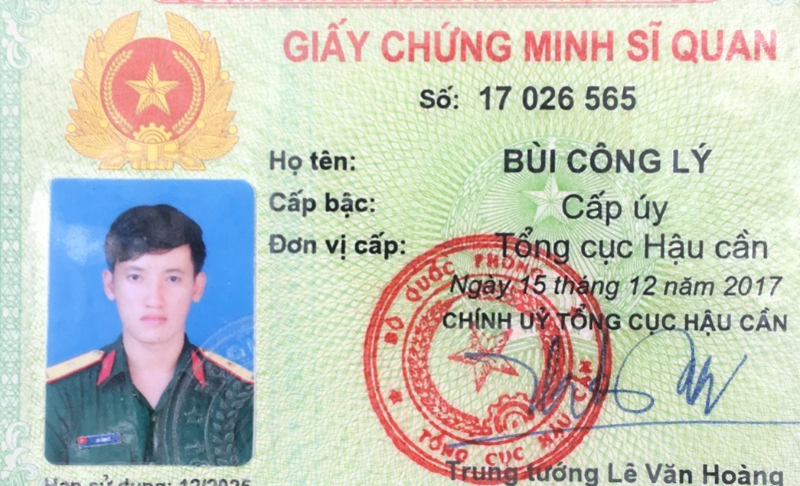 GIẤY CHỨNG MINH SĨ QUAN
Số: 17 026 565
Họ tên: BÙI CÔNG LÝ
Cấp bậc: Cấp úy
Đơn vị cấp: Tổng cục Hậu cần
Ngày 15 tháng 12 năm 2017
CHÍNH UỶ TỔNG CỤC HẬU CẦN
BỘ QUỐC PHÒNG
TỔNG CỤC HẬU CẦN
Trung tướng Lê Văn Hoàng
Hạn sử dụng: 12/2025